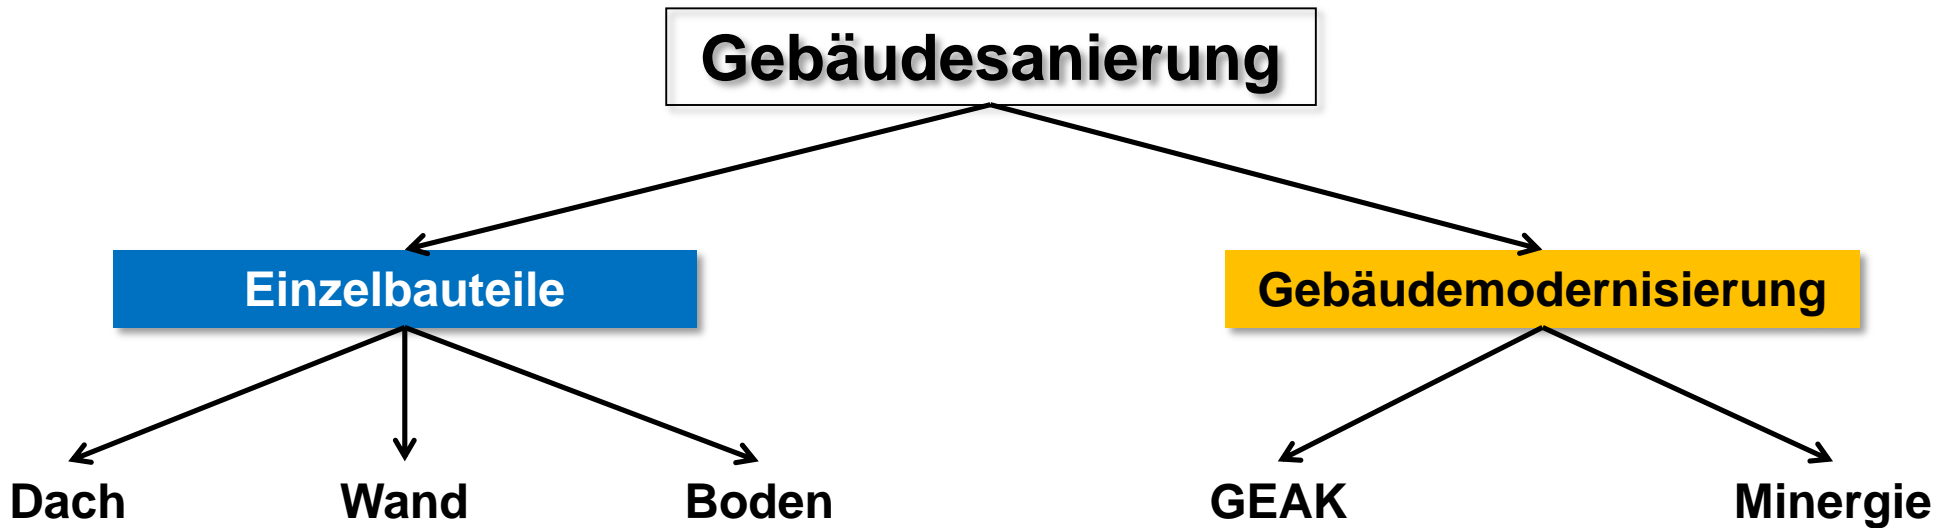 Gebäudesanierung
Einzelbauteile
Gebäudemodernisierung
Dach
Wand
Boden
GEAK
Minergie